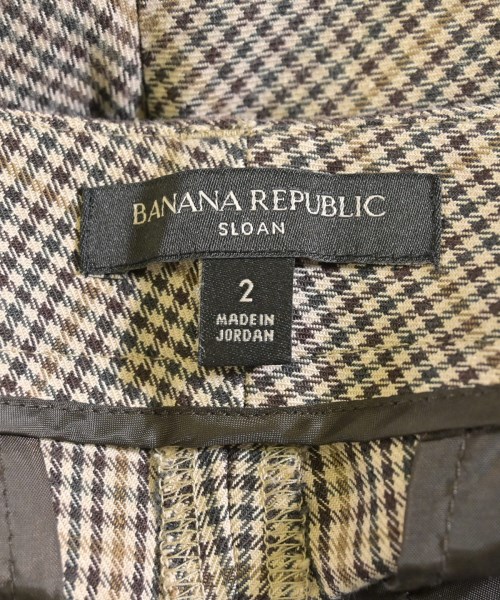 BANANA REPUBLIC
SLOAN
2
MADE IN
JORDAN